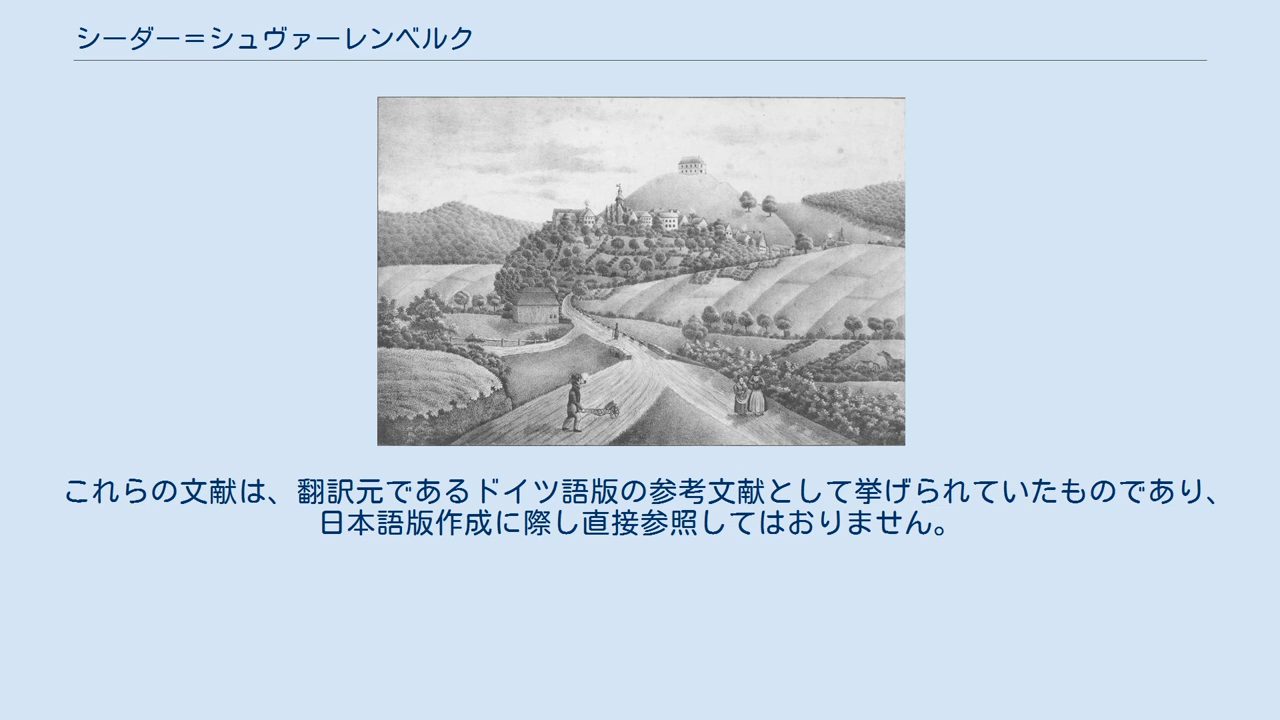 シーダー＝シュヴァーレンベルク
これらの文献は、翻訳元であるドイツ語版の参考文献として挙げられていたものであり、
日本語版作成に際し直接参照してはおりません。